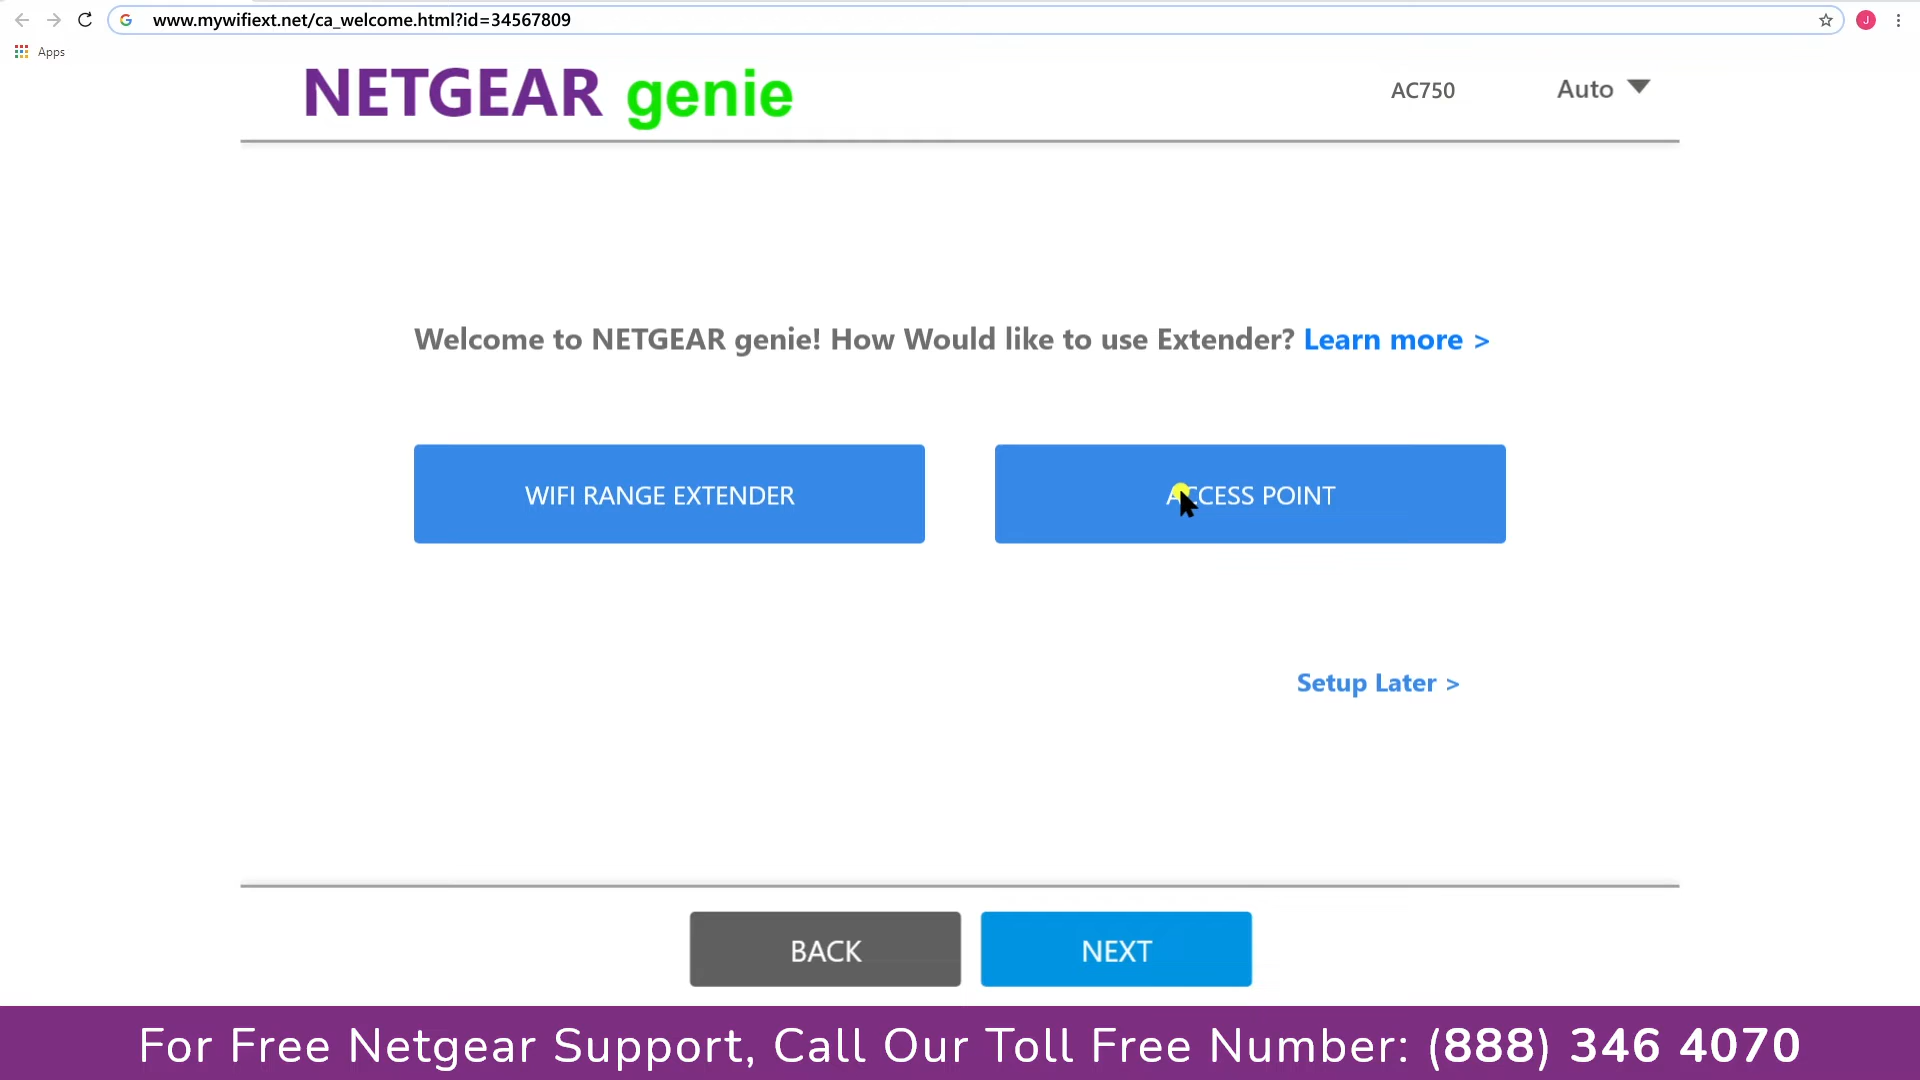 www.mywifiext.net/ca_welcome.html?id=34567809
J
Apps
NETGEAR genie
AC750
Auto
Welcome to NETGEAR genie! How Would like to use Extender? Learn more >
WIFI RANGE EXTENDER
ACCESS POINT
Setup Later >
BACK
NEXT
For Free Netgear Support, Call Our Toll Free Number: (888) 346 4070